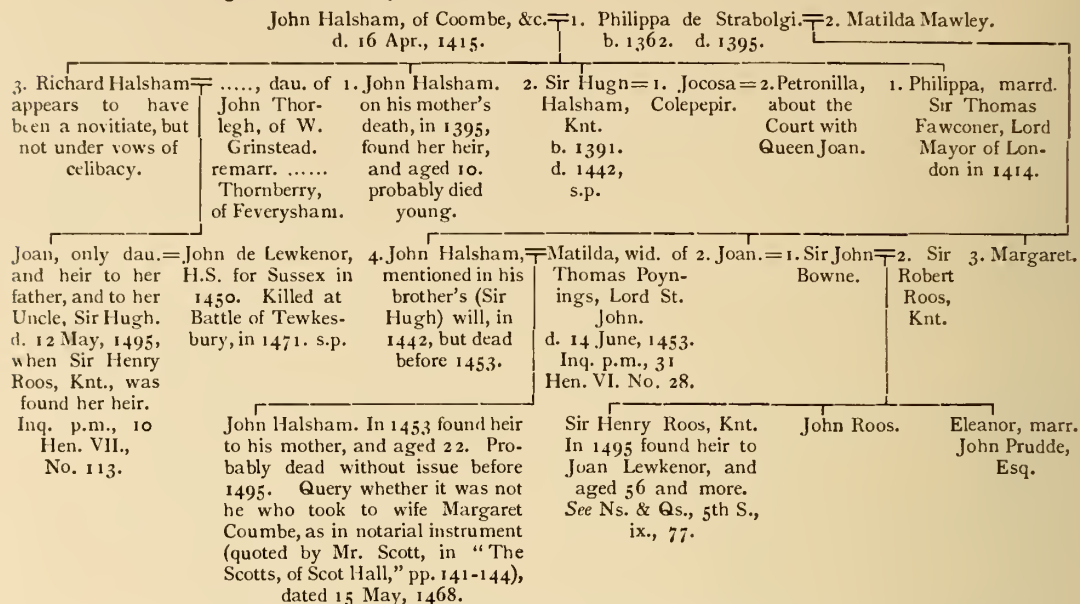 John Halsham, of Coombe, &c.=1. Philippa de Strabolgi.=2. Matilda Mawley.
d. 16 Apr., 1415.
b. 1362. d. 1395.
3. Richard Halsham=
appears to have
been a novitiate, but
not under vows of
celibacy.
....., dau. of
John Thor-
legh, of W.
Grinstead.
remarr. ......
Thornberry,
of Feversham.
1. John Halsham.
on his mother's
death, in 1395,
found her heir,
and aged 10.
probably died
young.
2. Sir Hugn=
Halsham,
Knt.
b. 1391.
d. 1442,
s.p.
1. Jocosa=
Colepepir.
2. Petronilla,
about the
Court with
Queen Joan.
1. Philippa, marrd.
Sir Thomas
Fawconer, Lord
Mayor of Lon-
don in 1414.
Joan, only dau.=
and heir to her
father, and to her
Uncle, Sir Hugh.
d. 12 May, 1495,
when Sir Henry
Roos, Knt., was
found her heir.
Inq. p.m., 10
Hen. VII.,
No. 113.
John de Lewkenor,
H.S. for Sussex in
1450. Killed at
Battle of Tewkes-
bury, in 1471. s.p.
4. John Halsham,=
mentioned in his
brother's (Sir
Hugh) will, in
1442, but dead
before 1453.
Matilda, wid. of
Thomas Poyn-
ings, Lord St.
John.
d. 14 June, 1453.
Inq. p.m., 31
Hen. VI. No. 28.
2. Joan.=
1. Sir John=
Bowne.
2. Sir
Robert
Roos,
Knt.
3. Margaret.
John Halsham. In 1453 found heir
to his mother, and aged 22. Pro-
bably dead without issue before
1495. Query whether it was not
he who took to wife Margaret
Coumbe, as in notarial instrument
(quoted by Mr. Scott, in "The
Scotts, of Scot Hall," pp. 141-144),
dated 15 May, 1468.
Sir Henry Roos, Knt.
In 1495 found heir to
Joan Lewkenor, and
aged 56 and more.
See Ns. & Qs., 5th S.,
ix., 77.
John Roos.
Eleanor, marr.
John Prudde,
Esq.